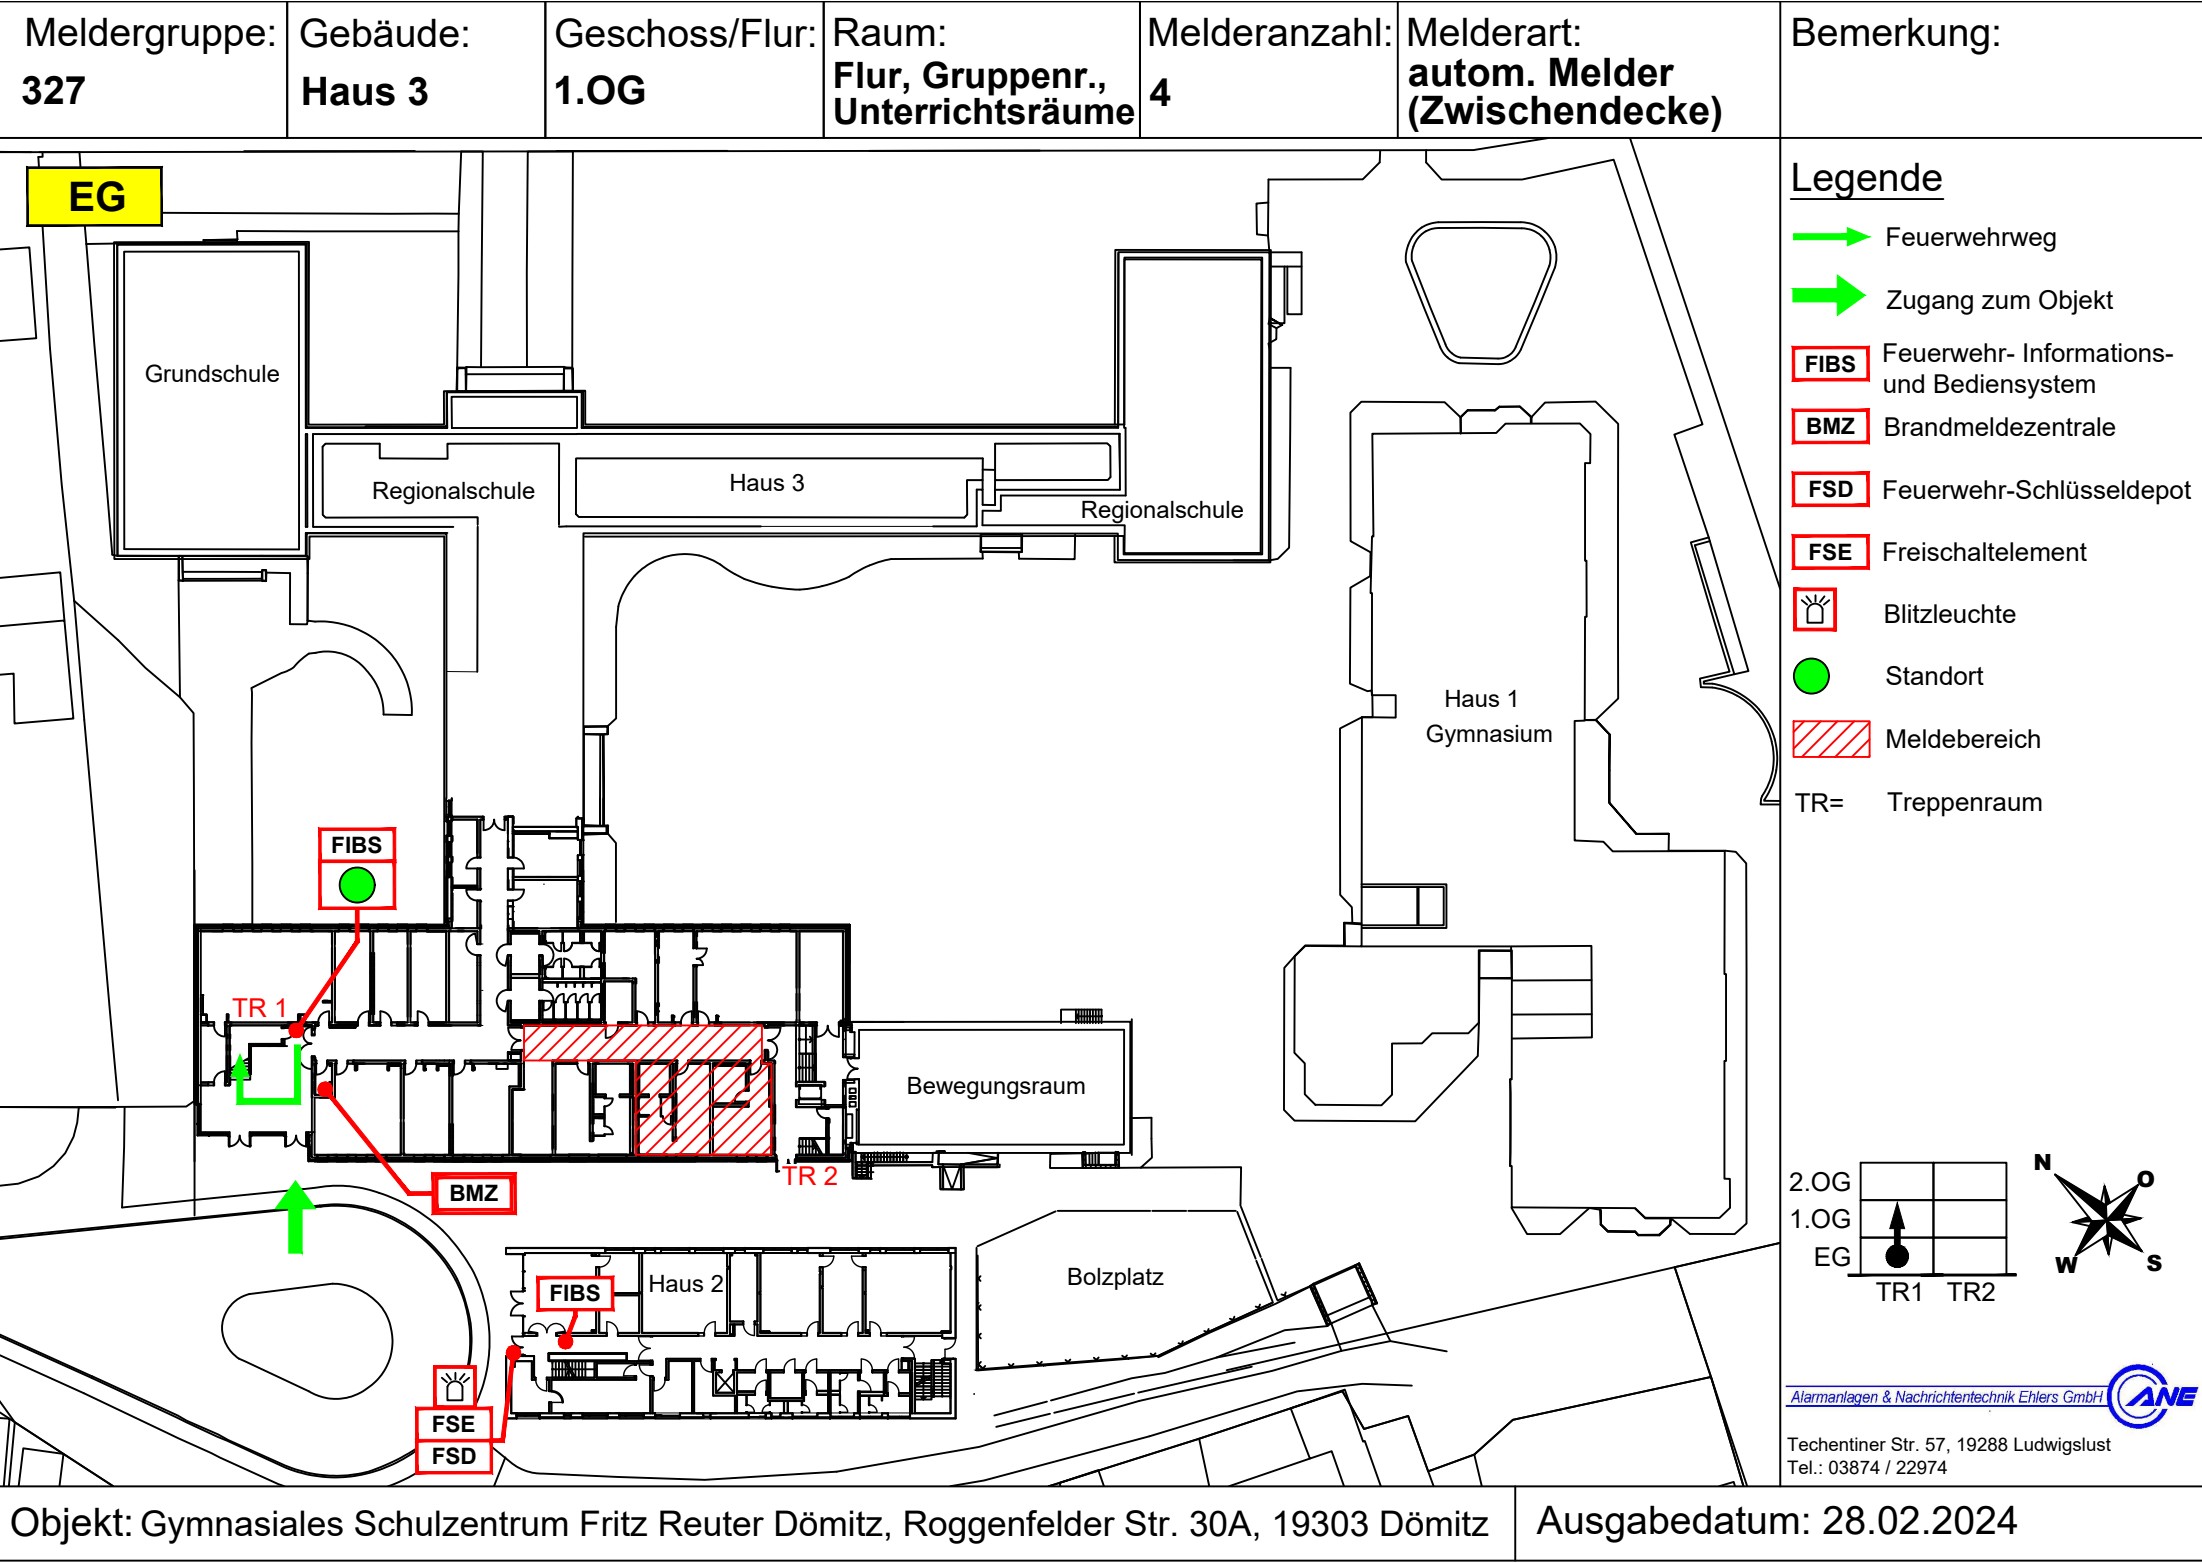 Meldergruppe:
327
Gebäude:
Haus 3
Geschoss/Flur:
1.OG
Raum:
Flur, Gruppenr.,
Unterrichtsräume
Melderanzahl:
4
Melderart:
autom. Melder
(Zwischendecke)
Bemerkung:
EG
Grundschule
Regionalschule
Haus 3
Regionalschule
Haus 1
Gymnasium
FIBS
TR 1
Bewegungsraum
TR 2
BMZ
Haus 2
FIBS
Bolzplatz
FSE
FSD
Legende
Feuerwehrweg
Zugang zum Objekt
FIBS Feuerwehr- Informations-
und Bediensystem
BMZ Brandmeldezentrale
FSD Feuerwehr-Schlüsseldepot
FSE Freischaltelement
Blitzleuchte
Standort
Meldebereich
TR= Treppenraum
2.OG
1.OG
EG
TR1 TR2
N
O
W
S
Alarmanlagen & Nachrichtentechnik Ehlers GmbH
ANE
Techentiner Str. 57, 19288 Ludwigslust
Tel.: 03874 / 22974
Objekt: Gymnasiales Schulzentrum Fritz Reuter Dömitz, Roggenfelder Str. 30A, 19303 Dömitz
Ausgabedatum: 28.02.2024